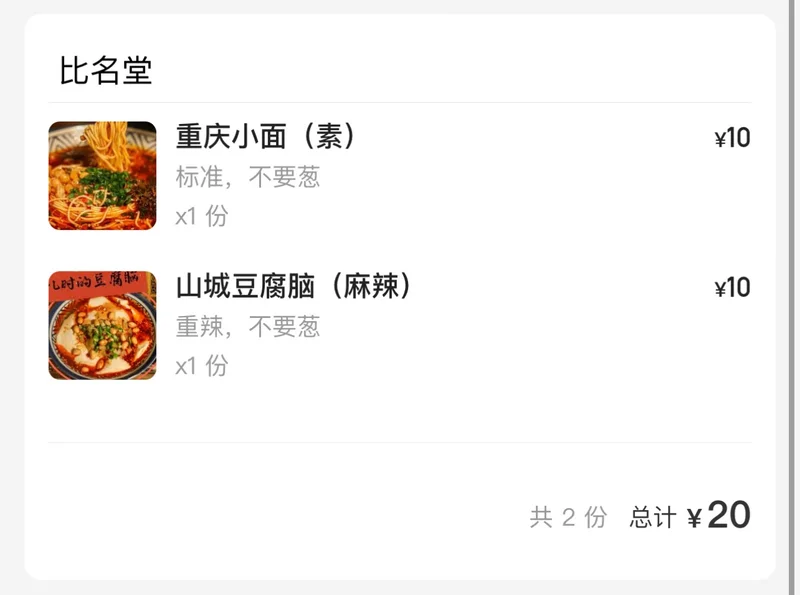 比名堂
重庆小面（素）
¥10
标准，不要葱
x1 份
儿时的豆腐脑
山城豆腐脑（麻辣）
¥10
重辣，不要葱
x1 份
共 2 份 总计 ¥20